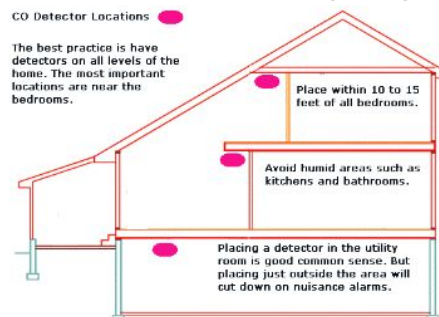 CO Detector Locations
The best practice is have
detectors on all levels of the
home. The most important
locations are near the
bedrooms.
Place within 10 to 15
feet of all bedrooms.
Avoid humid areas such as
kitchens and bathrooms.
Placing a detector in the utility
room is good common sense. But
placing just outside the area will
cut down on nuisance alarms.